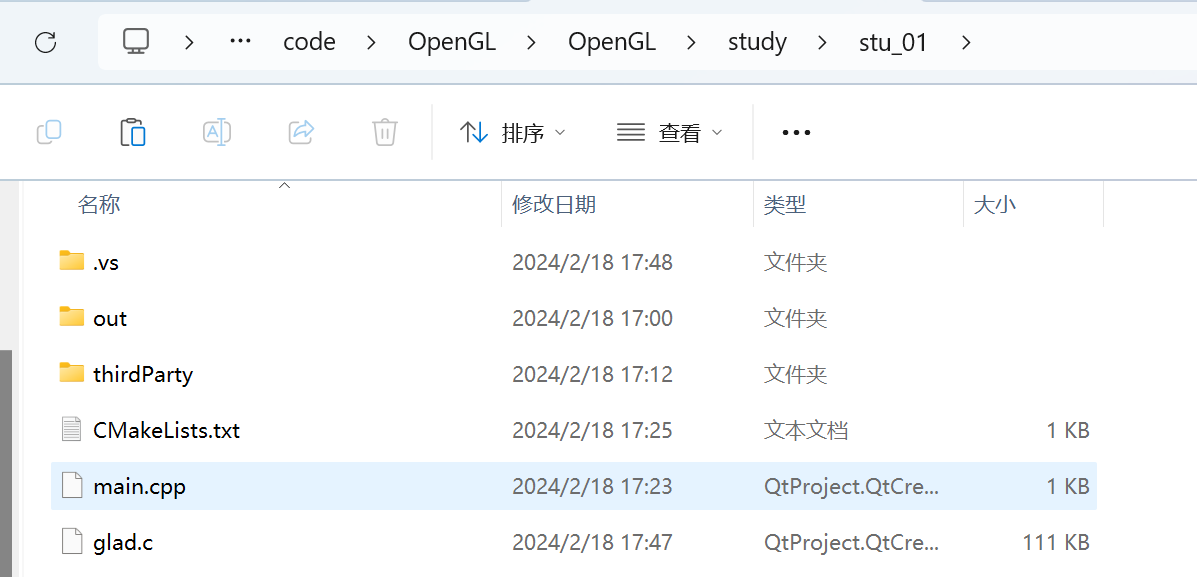 … > code > OpenGL > OpenGL > study > stu_01 >
排序 查看
名称 修改日期 类型 大小
.vs 2024/2/18 17:48 文件夹
out 2024/2/18 17:00 文件夹
thirdParty 2024/2/18 17:12 文件夹
CMakeLists.txt 2024/2/18 17:25 文本文档 1 KB
main.cpp 2024/2/18 17:23 QtProject.QtCre... 1 KB
glad.c 2024/2/18 17:47 QtProject.QtCre... 111 KB